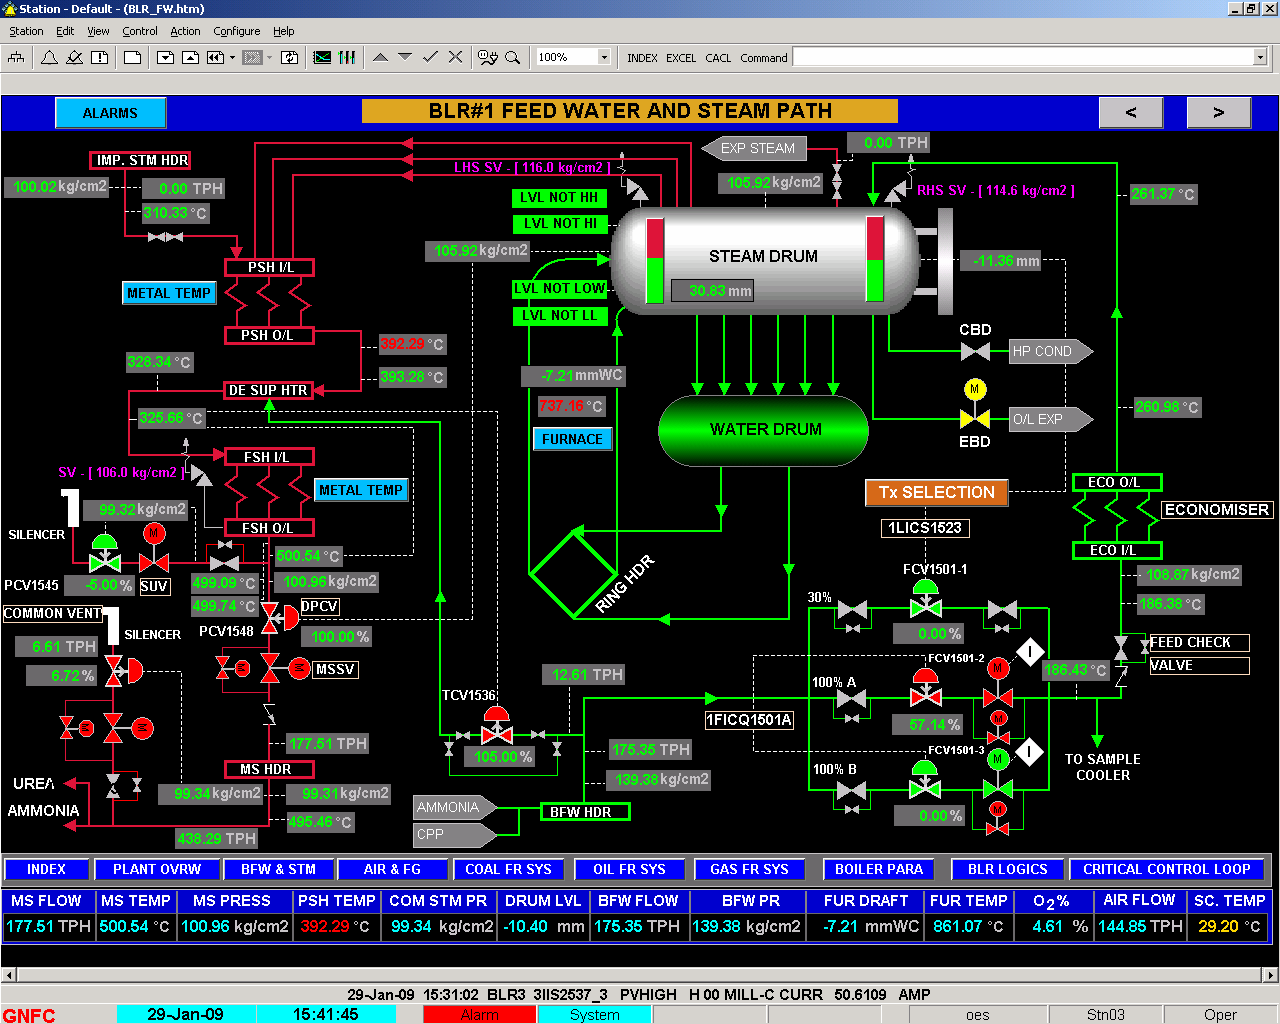 Station - Default - (BLR_FW.htm)
Station Edit View Control Action Configure Help
100% INDEX EXCEL CACL Command
ALARMS BLR#1 FEED WATER AND STEAM PATH < >
IMP. STM HDR
EXP STEAM
0.00 TPH
LHS SV - [ 116.0 kg/cm2 ]
100.02 kg/cm2
0.00 TPH
310.33 °C
105.92 kg/cm2
RHS SV - [ 114.6 kg/cm2 ]
261.37 °C
LVL NOT HH
LVL NOT HI
105.92 kg/cm2
STEAM DRUM
-11.36 mm
PSH I/L
METAL TEMP
LVL NOT LOW
30.83 mm
LVL NOT LL
PSH O/L
392.29 °C
CBD
HP COND
328.34 °C
393.28 °C
-7.21 mmWC
DE SUP HTR
737.16 °C
325.66 °C
FURNACE
WATER DRUM
M
O/L EXP
EBD
260.98 °C
FSH I/L
SV - [ 106.0 kg/cm2 ]
METAL TEMP
Tx SELECTION
ECO O/L
99.32 kg/cm2
ECONOMISER
SILENCER
M
FSH O/L
1LICS1523
ECO I/L
500.54 °C
PCV1545
-5.00 %
SUV
499.09 °C
100.96 kg/cm2
FCV1501-1
108.87 kg/cm2
499.74 °C
DPCV
RING HDR
30%
186.38 °C
COMMON VENT
SILENCER
PCV1548
100.00 %
0.00 %
6.61 TPH
FEED CHECK
VALVE
6.72 %
M
M
MSSV
12.61 TPH
FCV1501-2
M
I
186.43 °C
TCV1536
100% A
1FICQ1501A
57.14 %
M
M
M
177.51 TPH
105.00 %
175.35 TPH
FCV1501-3
M
I
TO SAMPLE
COOLER
MS HDR
139.38 kg/cm2
100% B
UREA
99.34 kg/cm2
99.31 kg/cm2
AMMONIA
AMMONIA
BFW HDR
0.00 %
M
495.46 °C
CPP
438.29 TPH
INDEX PLANT OVRW BFW & STM AIR & FG COAL FR SYS OIL FR SYS GAS FR SYS BOILER PARA BLR LOGICS CRITICAL CONTROL LOOP
MS FLOW MS TEMP MS PRESS PSH TEMP COM STM PR DRUM LVL BFW FLOW BFW PR FUR DRAFT FUR TEMP O2% AIR FLOW SC. TEMP
177.51 TPH 500.54 °C 100.96 kg/cm2 392.29 °C 99.34 kg/cm2 -10.40 mm 175.35 TPH 139.38 kg/cm2 -7.21 mmWC 861.07 °C 4.61 % 144.85 TPH 29.20 °C
29-Jan-09 15:31:02 BLR3 3IIS2537_3 PVHIGH H 00 MILL-C CURR 50.6109 AMP
GNFC 29-Jan-09 15:41:45 Alarm System oes Stn03 Oper